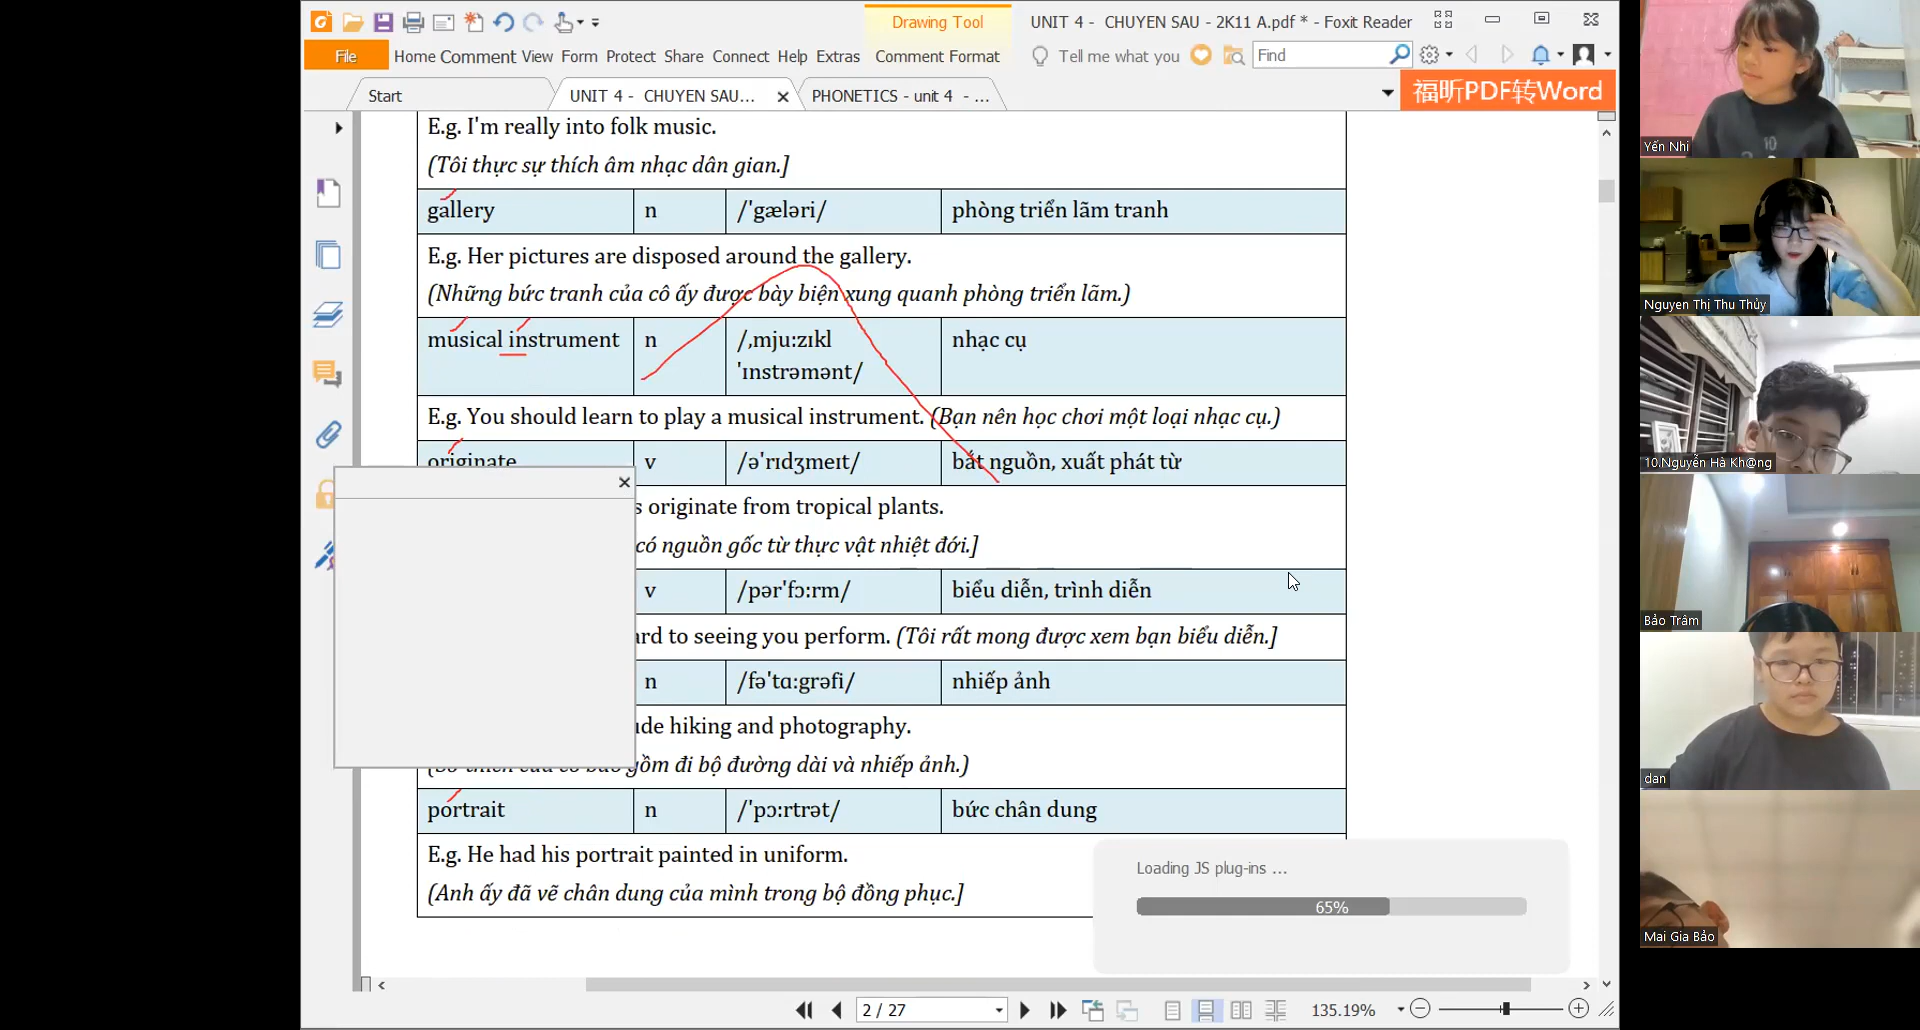 Drawing Tool
UNIT 4 - CHUYEN SAU - 2K11 A.pdf * - Foxit Reader
File Home Comment View Form Protect Share Connect Help Extras Comment Format Tell me what you Find
Start
UNIT 4 - CHUYEN SAU...
PHONETICS - unit 4 - ...
福昕PDF转Word
E.g. I'm really into folk music.
(Tôi thực sự thích âm nhạc dân gian.]
gallery n /'gæləri/ phòng triển lãm tranh
E.g. Her pictures are disposed around the gallery.
(Những bức tranh của cô ấy được bày biện xung quanh phòng triển lãm.)
musical instrument n /,mju:zɪkl nhạc cụ
'ɪnstrəmənt/
E.g. You should learn to play a musical instrument. (Bạn nên học chơi một loại nhạc cụ.)
originate v /ə'rɪdʒmeɪt/ bắt nguồn, xuất phát từ
s originate from tropical plants.
có nguồn gốc từ thực vật nhiệt đới.]
v /pər'fɔ:rm/ biểu diễn, trình diễn
ard to seeing you perform. (Tôi rất mong được xem bạn biểu diễn.]
n /fə'tɑ:grəfi/ nhiếp ảnh
ude hiking and photography.
gồm đi bộ đường dài và nhiếp ảnh.)
portrait n /'pɔ:rtrət/ bức chân dung
E.g. He had his portrait painted in uniform.
(Anh ấy đã vẽ chân dung của mình trong bộ đồng phục.]
Loading JS plug-ins ...
65%
2 / 27
135.19%
Yến Nhi
Nguyen Thị Thu Thủy
10.Nguyễn Hà Kh@ng
Bảo Trâm
dan
Mai Gia Bảo